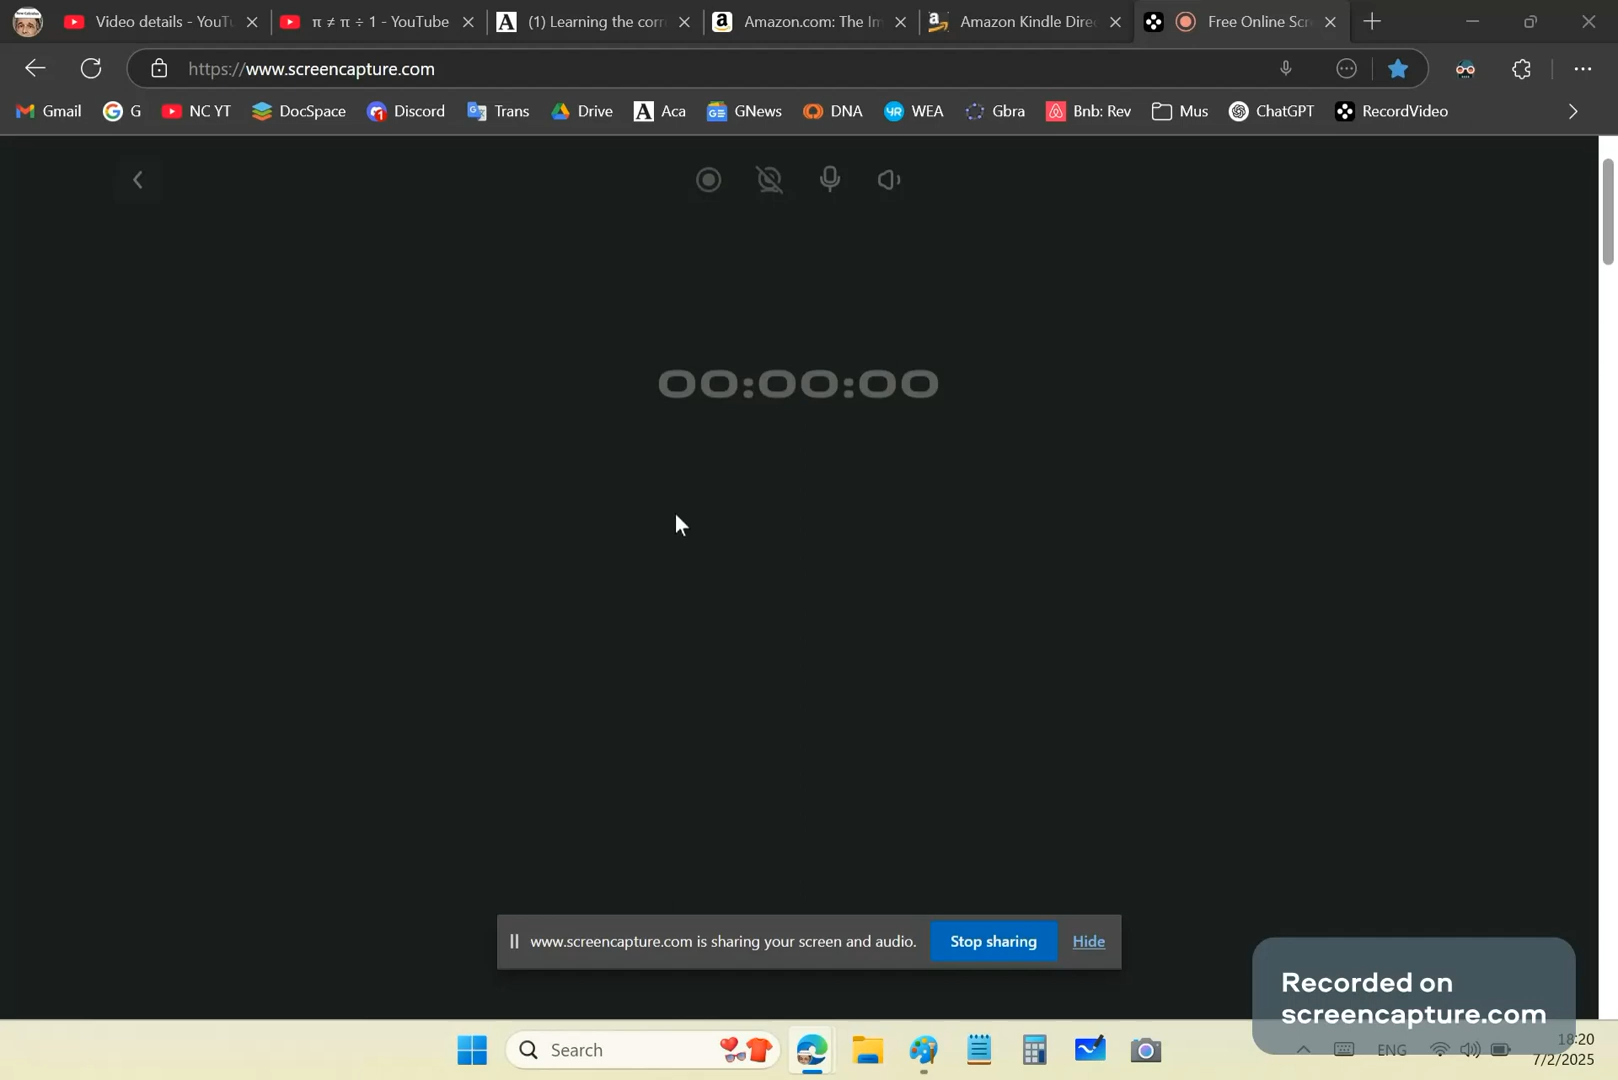 Video details - YouTu
π ≠ π ÷ 1 - YouTube
(1) Learning the corr
Amazon.com: The Im
Amazon Kindle Direc
Free Online Scr
https://www.screencapture.com
Gmail
G
NC YT
DocSpace
Discord
Trans
Drive
Aca
GNews
DNA
WEA
Gbra
Bnb: Rev
Mus
ChatGPT
RecordVideo
00:00:00
www.screencapture.com is sharing your screen and audio.
Stop sharing
Hide
Recorded on
screencapture.com
Search
ENG
18:20
7/2/2025